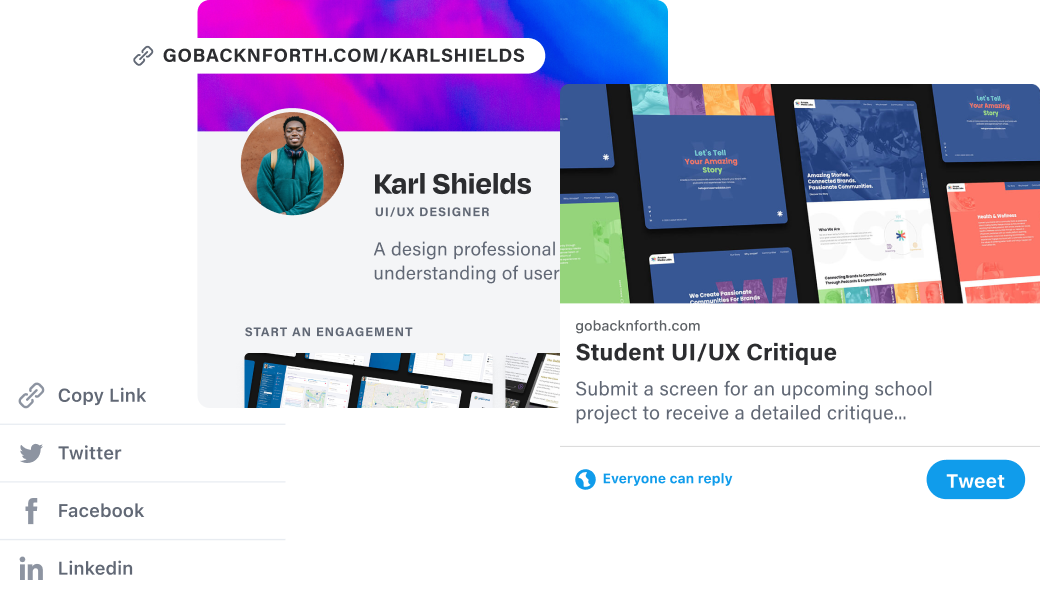 GOBACKNFORTH.COM/KARLSHIELDS
Karl Shields
UI/UX DESIGNER
A design professional
understanding of user
START AN ENGAGEMENT
Copy Link
Twitter
Facebook
Linkedin
Let's Tell
Your Amazing
Story
Let's Tell
Your Amazing
Story
Amazing Stories.
Connected Brands.
Passionate Communities.
Who We Are
Health & Wellness
We Create Passionate
Communities For Brands
Connecting Brands to Communities
Through Podcasts & Experiences
gobacknforth.com
Student UI/UX Critique
Submit a screen for an upcoming school
project to receive a detailed critique...
Everyone can reply
Tweet